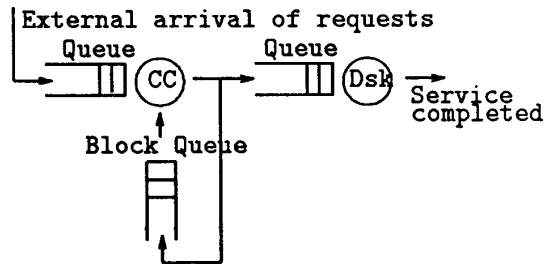 External arrival of requests
Queue
Queue
CC
Dsk
Service
completed
Block Queue